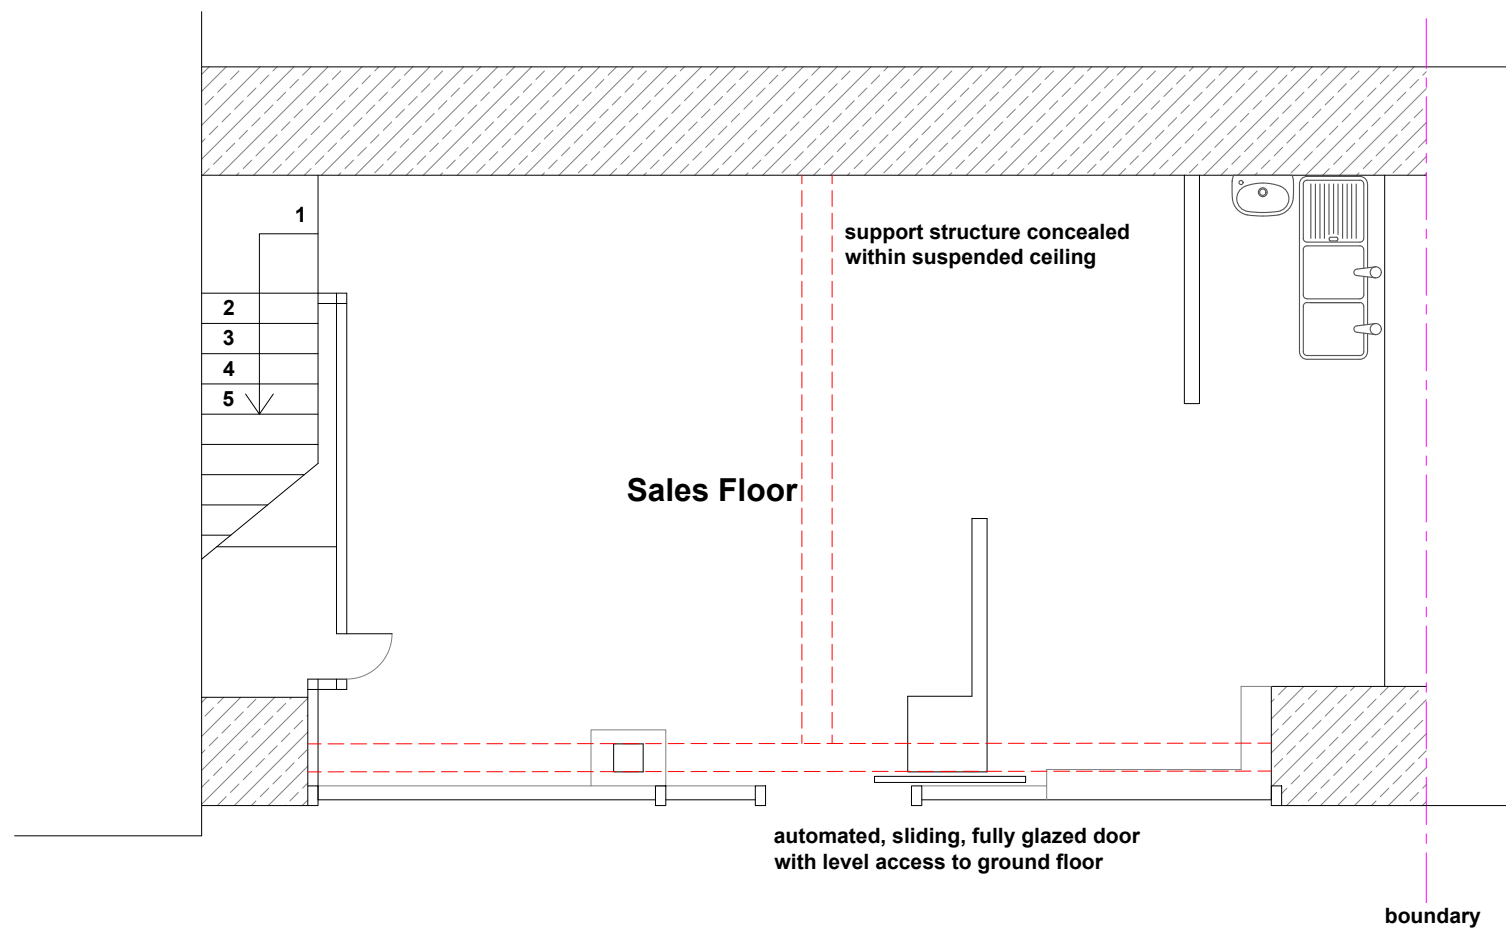 1
support structure concealed
within suspended ceiling
2
3
4
5
Sales Floor
automated, sliding, fully glazed door
with level access to ground floor
boundary